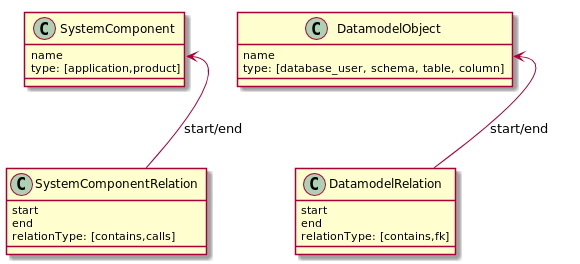 C SystemComponent
name
type: [application,product]
C DatamodelObject
name
type: [database_user, schema, table, column]
start/end
start/end
C SystemComponentRelation
start
end
relationType: [contains,calls]
C DatamodelRelation
start
end
relationType: [contains,fk]